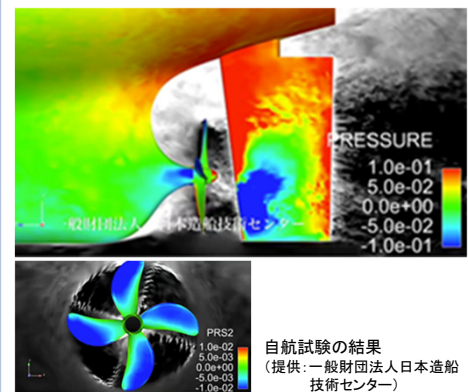 PRESSURE
1.0e-01
5.0e-02
0.0e+00
-5.0e-02
-1.0e-01
一般財団法人 日本造船技術センター
PRS2
1.0e-02
5.0e-03
0.0e+00
-5.0e-03
-1.0e-02
自航試験の結果
(提供:一般財団法人日本造船
技術センター)